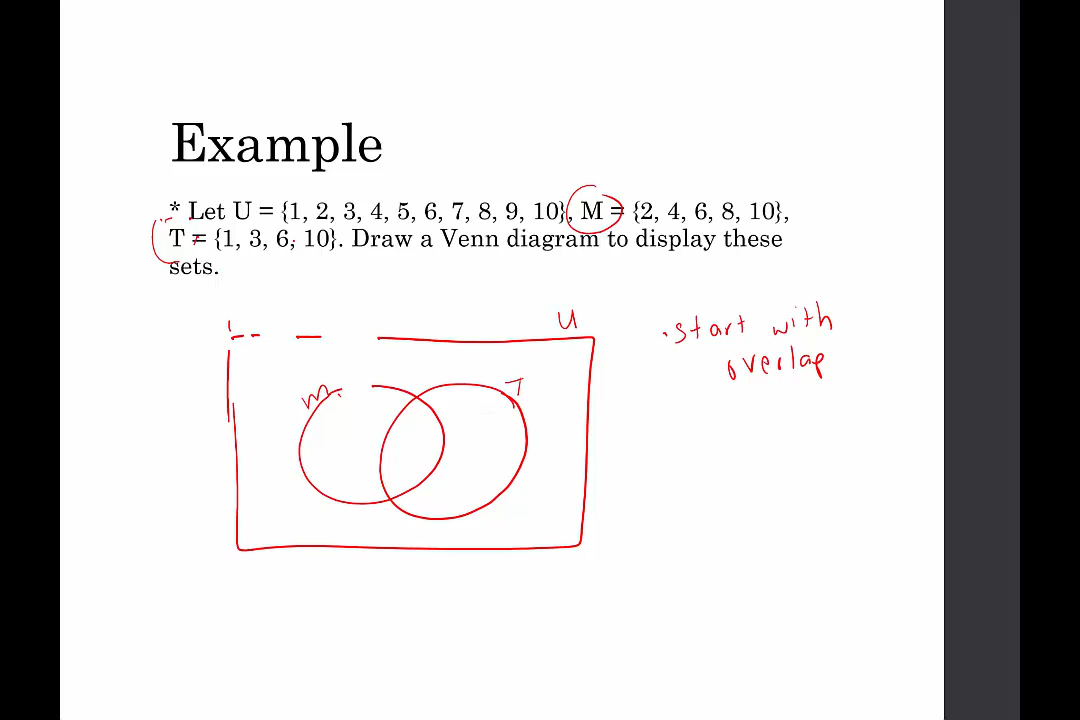 Example
* Let U = {1, 2, 3, 4, 5, 6, 7, 8, 9, 10}, M = {2, 4, 6, 8, 10},
T = {1, 3, 6, 10}. Draw a Venn diagram to display these
sets.
U
· start with
overlap
M
T